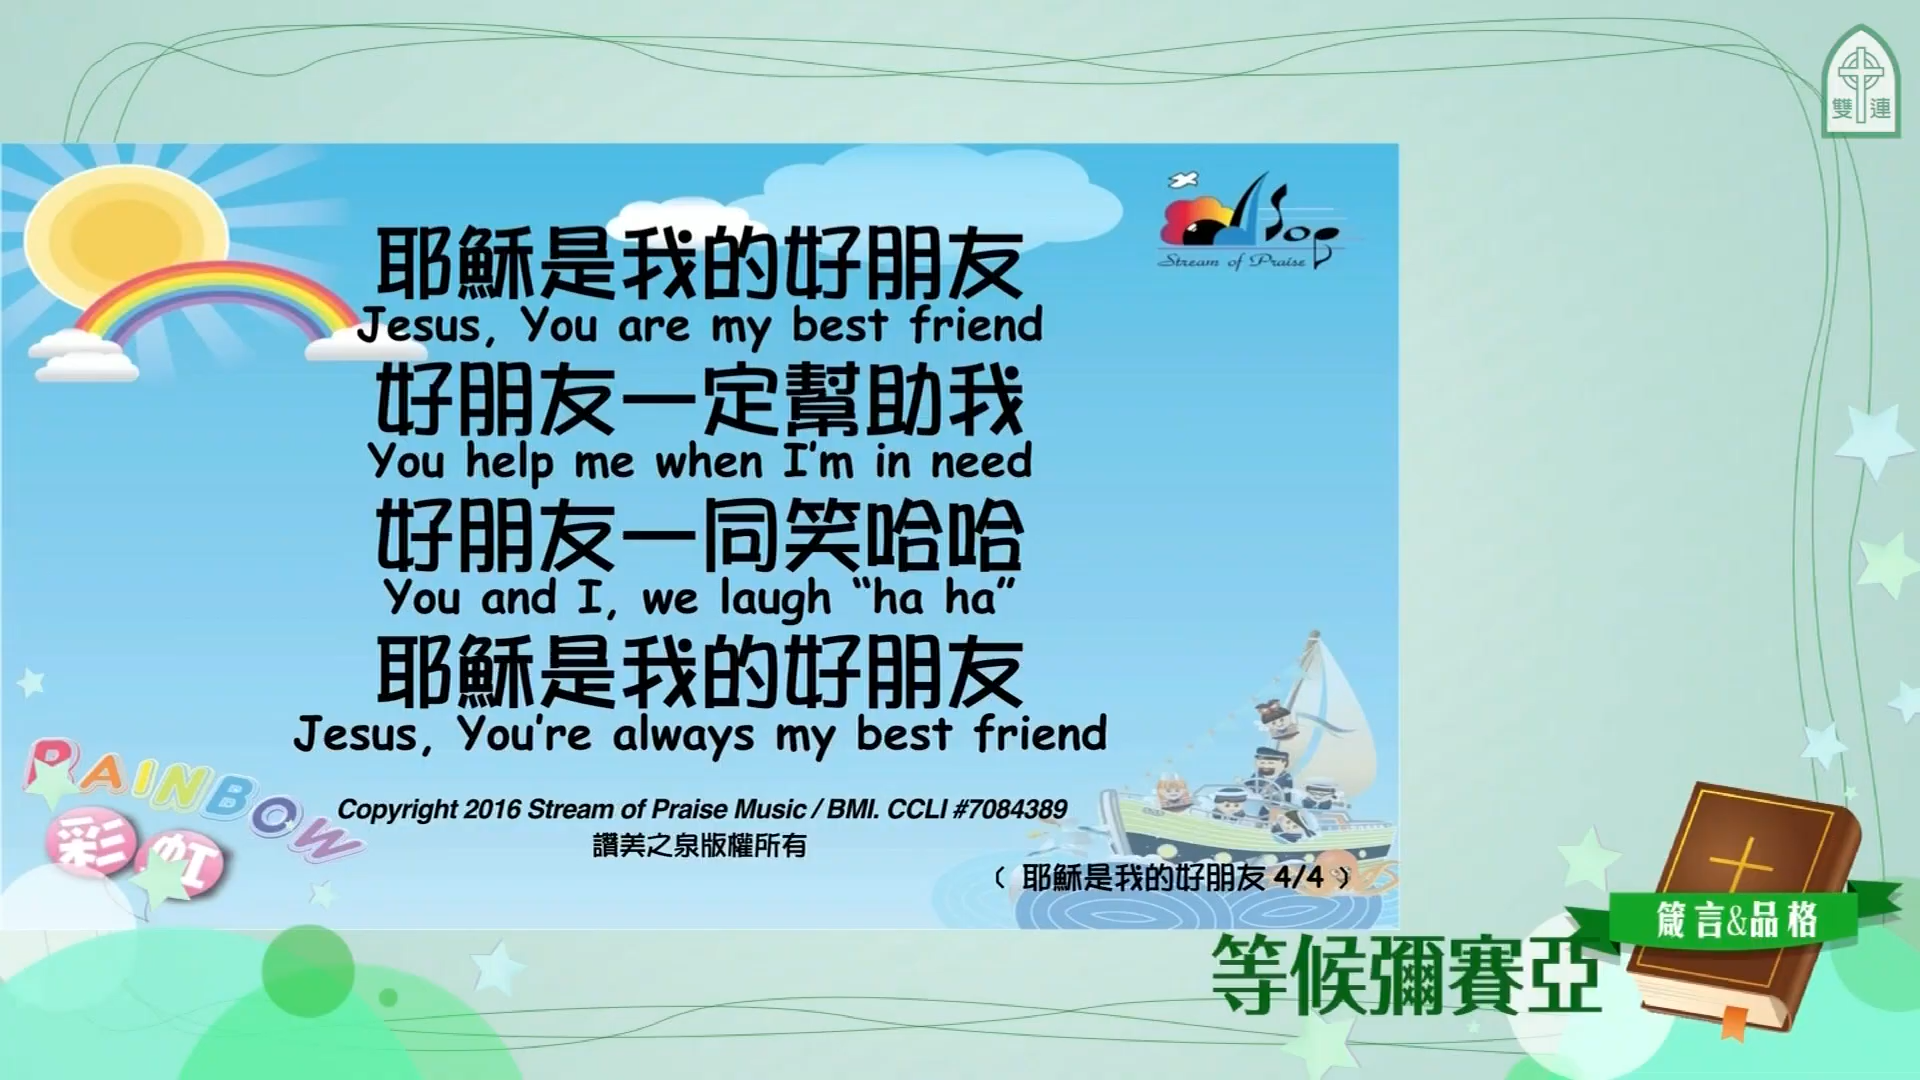 雙連
Sop
Stream of Praise
耶穌是我的好朋友
Jesus, You are my best friend
好朋友一定幫助我
You help me when I'm in need
好朋友一同笑哈哈
You and I, we laugh “ha ha”
耶穌是我的好朋友
Jesus, You're always my best friend
RAINBOW
彩虹
Copyright 2016 Stream of Praise Music / BMI. CCLI #7084389
讚美之泉版權所有
( 耶穌是我的好朋友 4/4 )
箴言&品格
等候彌賽亞